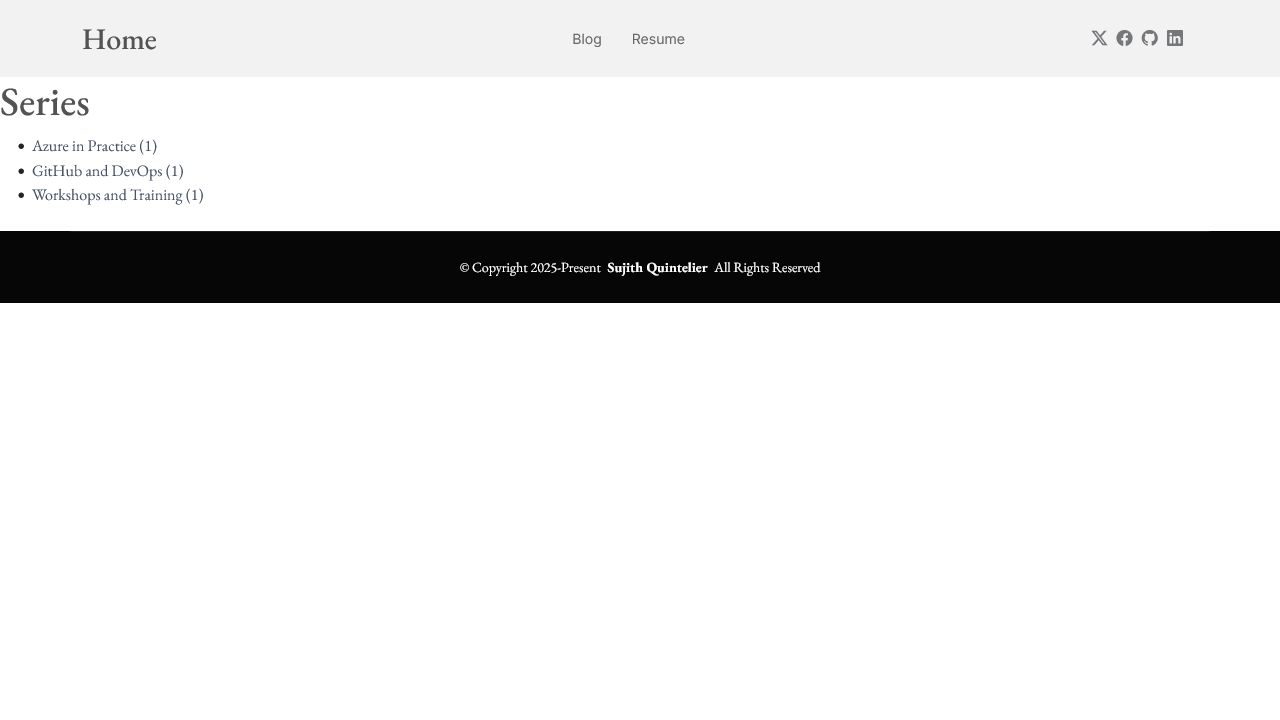 Home
Blog
Resume
Series
Azure in Practice (1)
GitHub and DevOps (1)
Workshops and Training (1)
© Copyright 2025-Present Sujith Quintelier All Rights Reserved